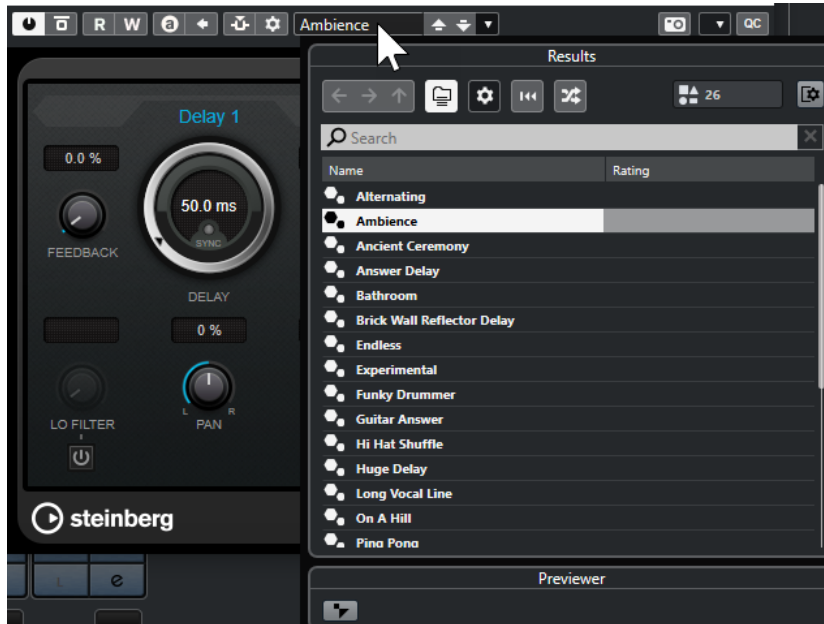 R W a Ambience QC
Results
26
Search
Name Rating
Alternating
Ambience
Ancient Ceremony
Answer Delay
Bathroom
Brick Wall Reflector Delay
Endless
Experimental
Funky Drummer
Guitar Answer
Hi Hat Shuffle
Huge Delay
Long Vocal Line
On A Hill
Ping Pong
Previewer
Delay 1
0.0 %
50.0 ms
SYNC
FEEDBACK
DELAY
0 %
L R
LO FILTER PAN
steinberg
L e